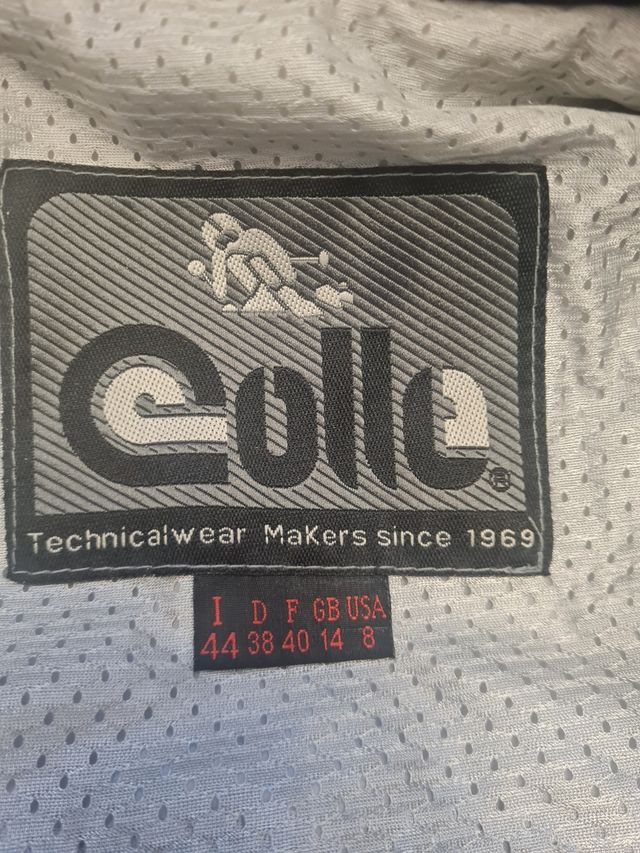 Colle
®
Technicalwear Makers since 1969
I D F GB USA
44 38 40 14 8